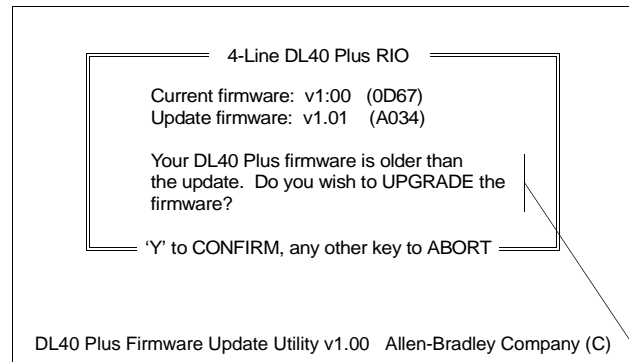 4-Line DL40 Plus RIO
Current firmware: v1:00 (0D67)
Update firmware: v1.01 (A034)
Your DL40 Plus firmware is older than
the update. Do you wish to UPGRADE the
firmware?
‘Y’ to CONFIRM, any other key to ABORT
DL40 Plus Firmware Update Utility v1.00 Allen-Bradley Company (C)